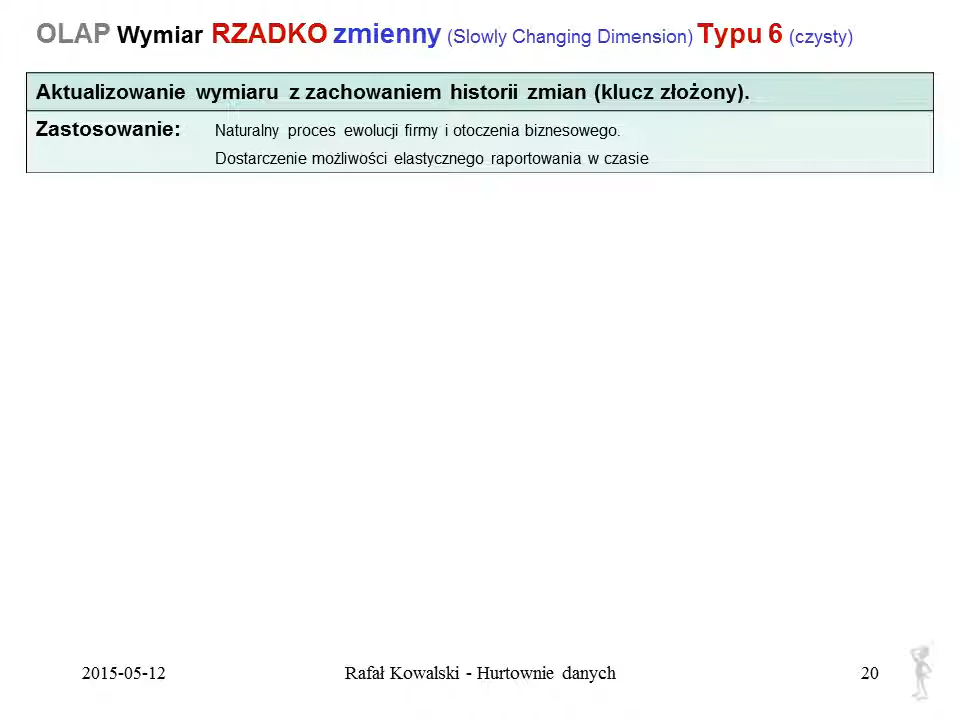 OLAP Wymiar RZADKO zmienny (Slowly Changing Dimension) Typu 6 (czysty)
Aktualizowanie wymiaru z zachowaniem historii zmian (klucz złożony).
Zastosowanie: Naturalny proces ewolucji firmy i otoczenia biznesowego.
Dostarczenie możliwości elastycznego raportowania w czasie
2015-05-12 Rafał Kowalski - Hurtownie danych 20